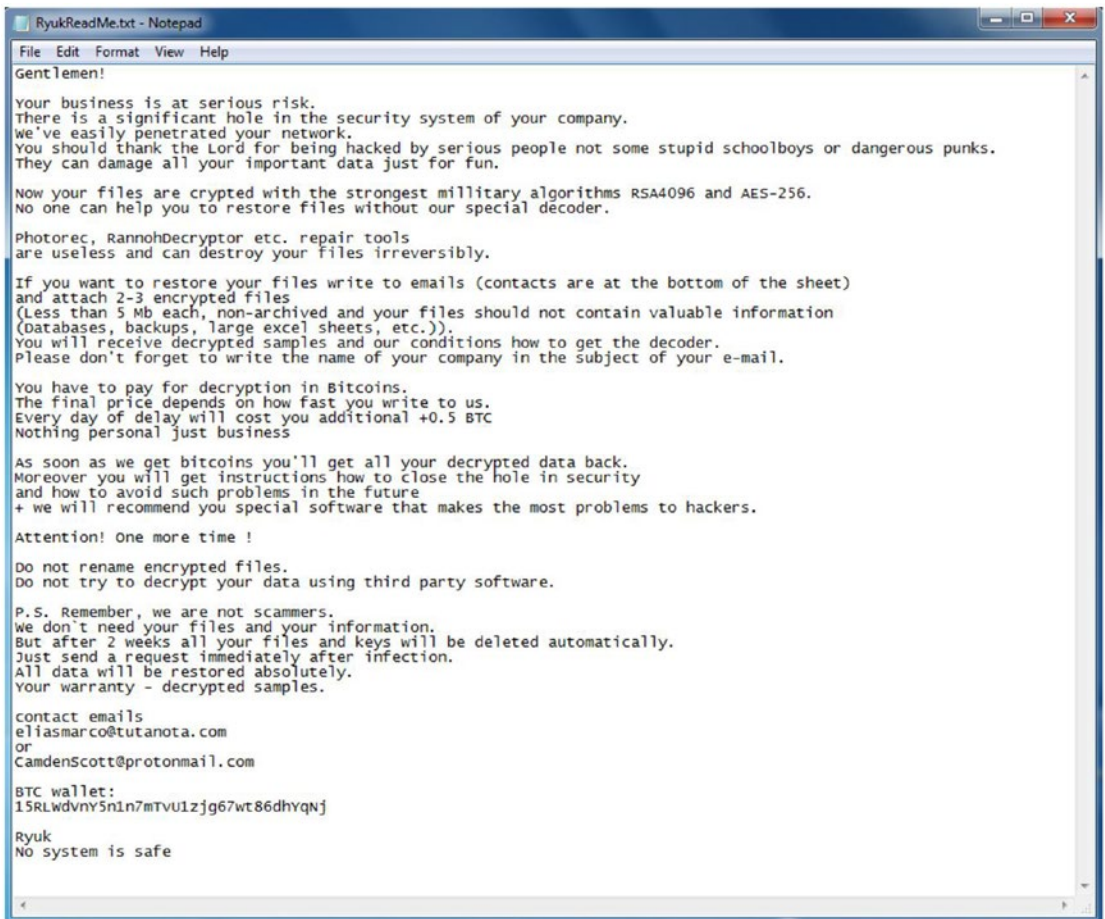 RyukReadMe.txt - Notepad
File Edit Format View Help
Gentlemen!
Your business is at serious risk.
There is a significant hole in the security system of your company.
We've easily penetrated your network.
You should thank the Lord for being hacked by serious people not some stupid schoolboys or dangerous punks.
They can damage all your important data just for fun.
Now your files are crypted with the strongest millitary algorithms RSA4096 and AES-256.
No one can help you to restore files without our special decoder.
Photorec, RannohDecryptor etc. repair tools
are useless and can destroy your files irreversibly.
If you want to restore your files write to emails (contacts are at the bottom of the sheet)
and attach 2-3 encrypted files
(Less than 5 Mb each, non-archived and your files should not contain valuable information
(Databases, backups, large excel sheets, etc.)).
You will receive decrypted samples and our conditions how to get the decoder.
Please don't forget to write the name of your company in the subject of your e-mail.
You have to pay for decryption in Bitcoins.
The final price depends on how fast you write to us.
Every day of delay will cost you additional +0.5 BTC
Nothing personal just business
As soon as we get bitcoins you'll get all your decrypted data back.
Moreover you will get instructions how to close the hole in security
and how to avoid such problems in the future
+ we will recommend you special software that makes the most problems to hackers.
Attention! One more time !
Do not rename encrypted files.
Do not try to decrypt your data using third party software.
P.S. Remember, we are not scammers.
We don`t need your files and your information.
But after 2 weeks all your files and keys will be deleted automatically.
Just send a request immediately after infection.
All data will be restored absolutely.
Your warranty - decrypted samples.
contact emails
eliasmarco@tutanota.com
or
CamdenScott@protonmail.com
BTC wallet:
15RLWdVnY5n1n7mTvU1zjg67wt86dhYqNj
Ryuk
No system is safe